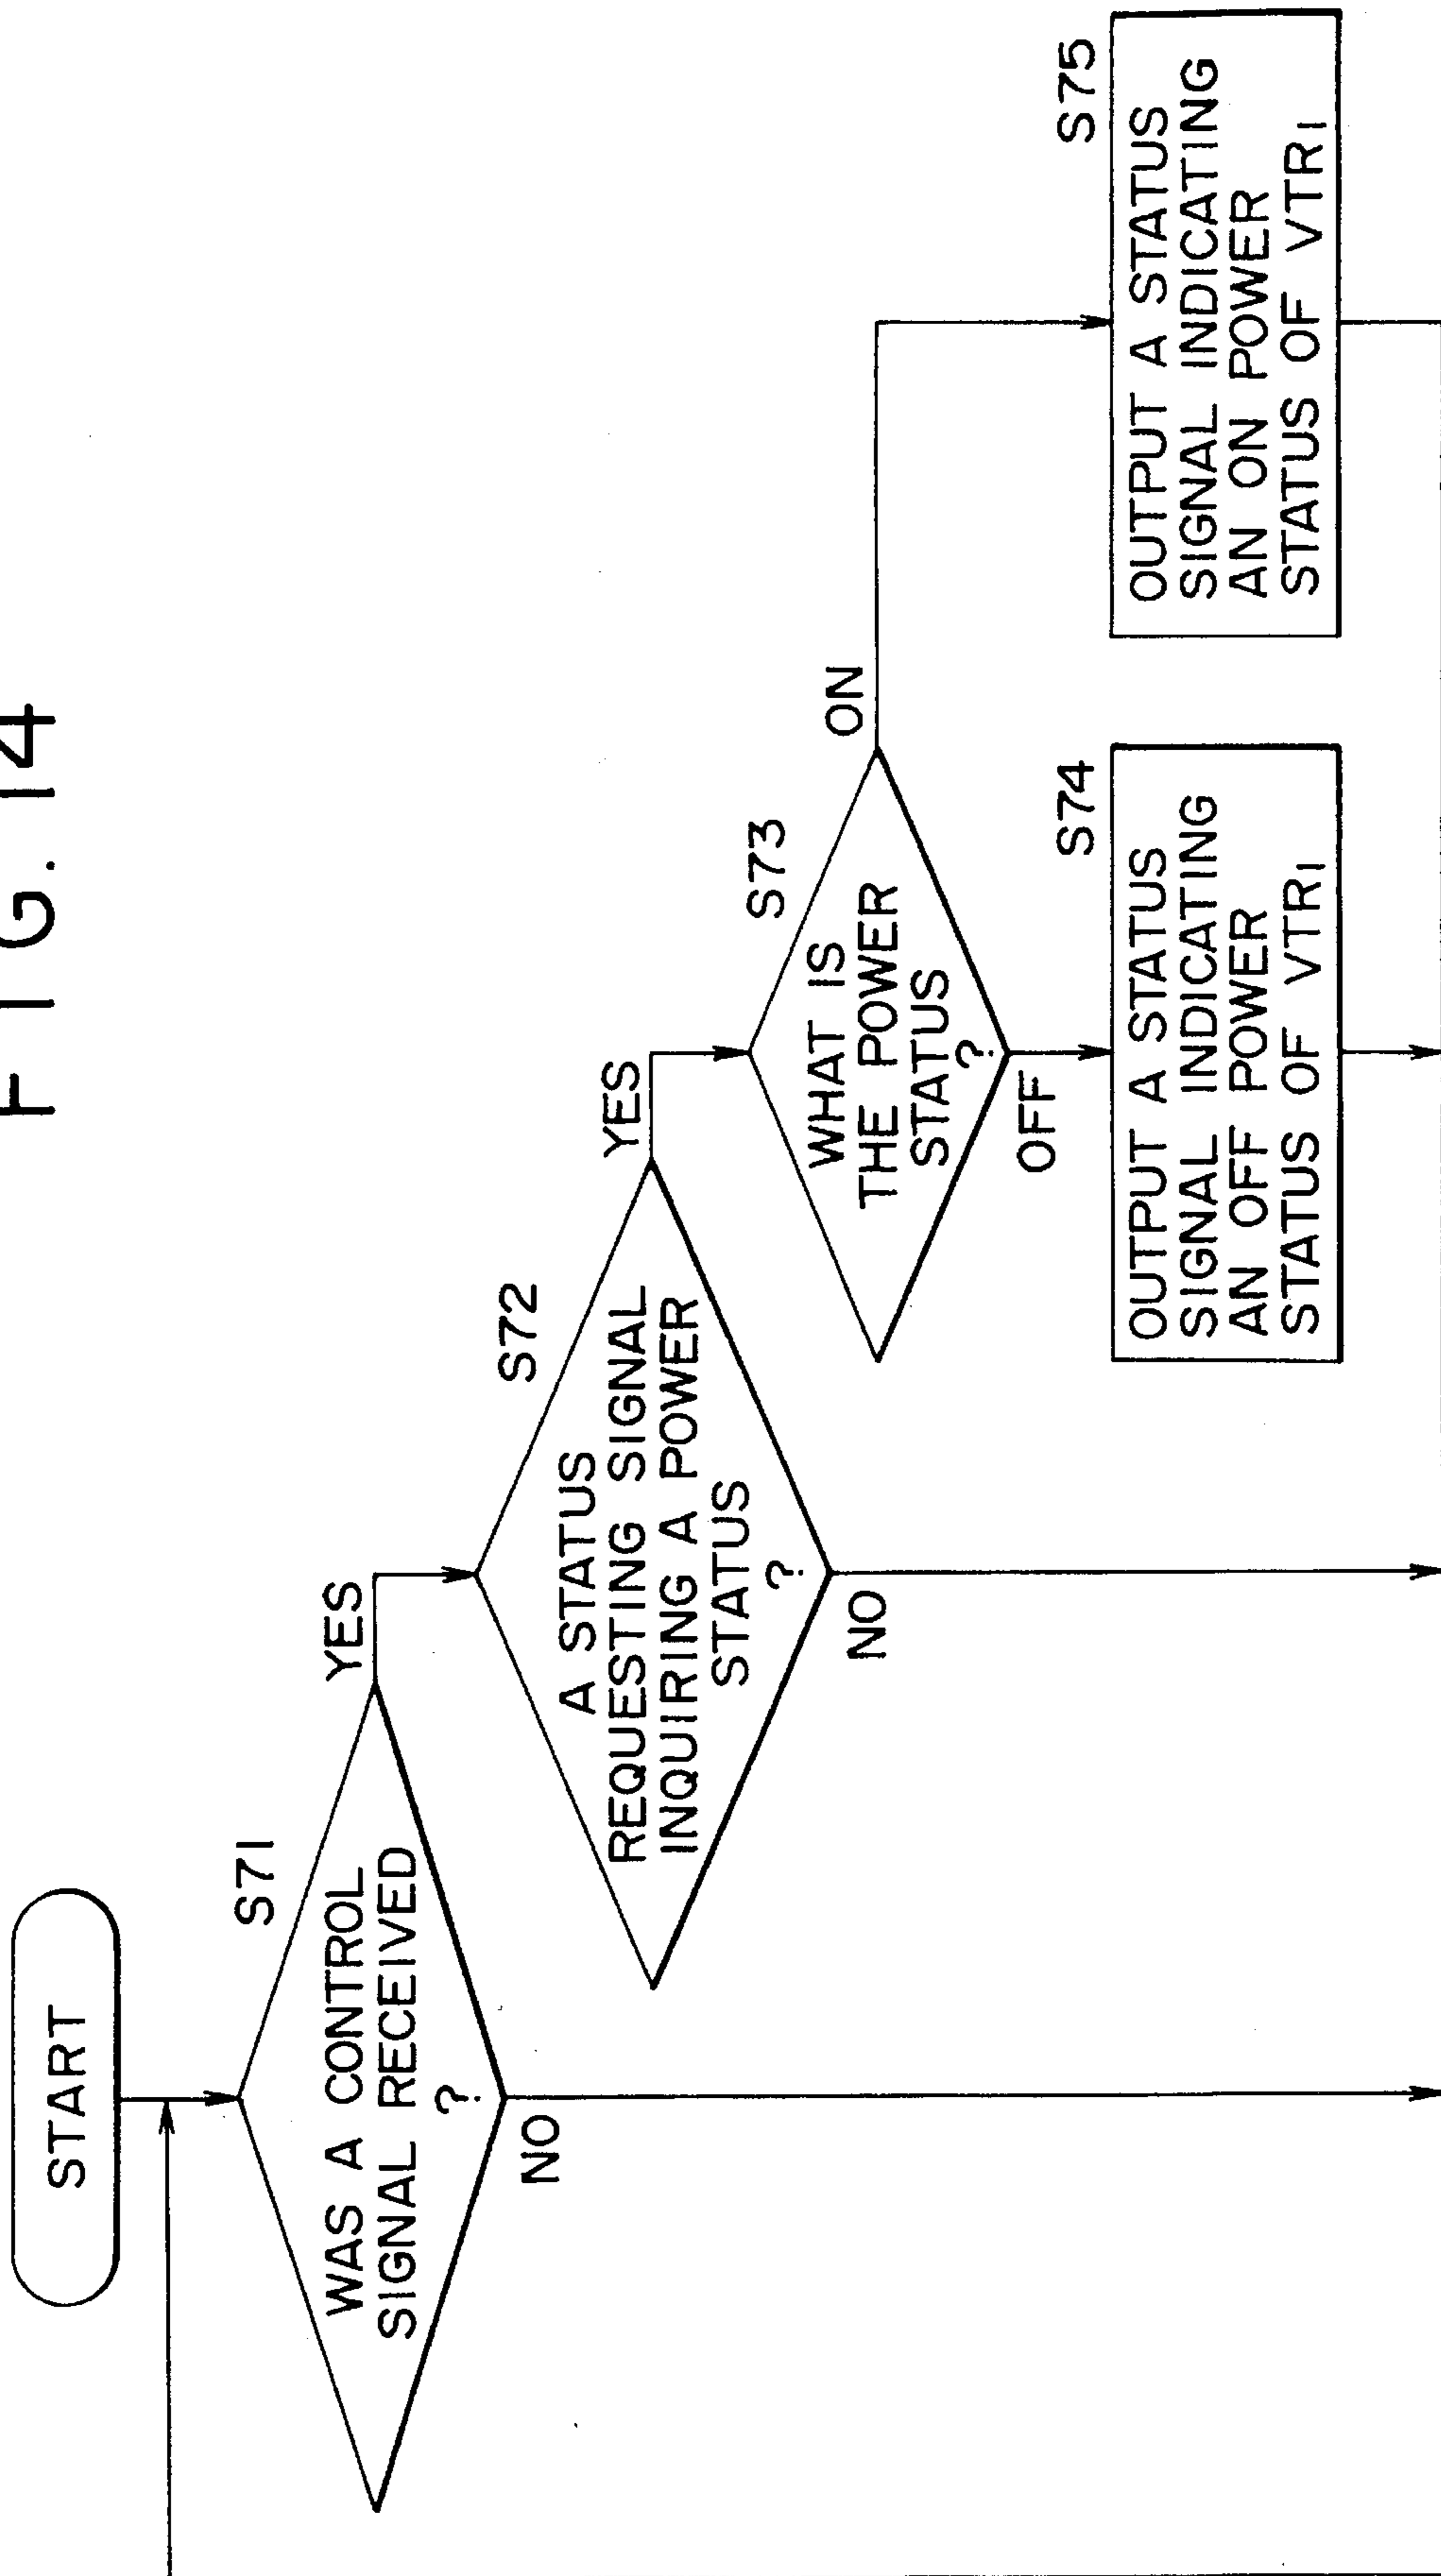 FIG. 14
START
S71
WAS A CONTROL
SIGNAL RECEIVED
?
YES
NO
S72
A STATUS
REQUESTING SIGNAL
INQUIRING A POWER
STATUS
?
YES
NO
S73
WHAT IS
THE POWER
STATUS
?
ON
OFF
S74
OUTPUT A STATUS
SIGNAL INDICATING
AN OFF POWER
STATUS OF VTR1
S75
OUTPUT A STATUS
SIGNAL INDICATING
AN ON POWER
STATUS OF VTR1